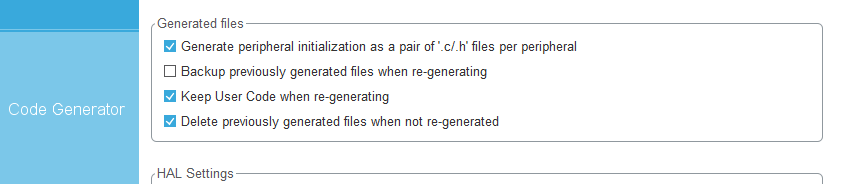 Generated files
Generate peripheral initialization as a pair of '.c/.h' files per peripheral
Backup previously generated files when re-generating
Keep User Code when re-generating
Code Generator
Delete previously generated files when not re-generated
HAL Settings